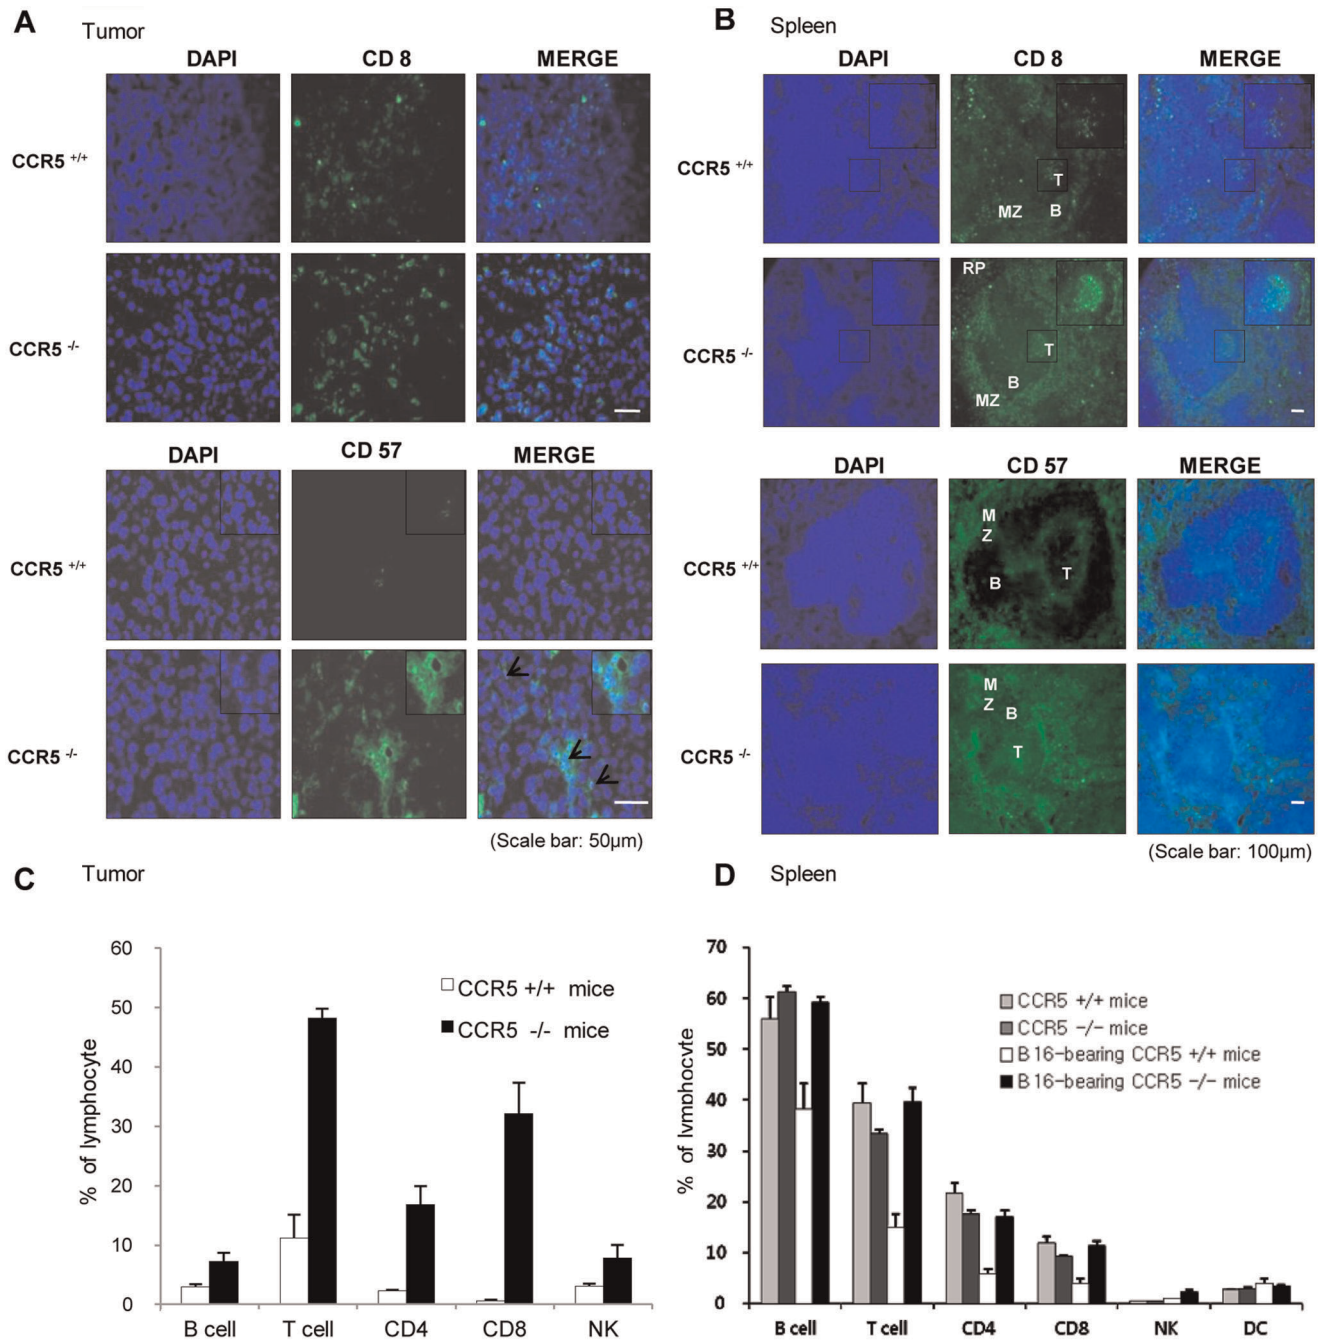 A Tumor
DAPI CD 8 MERGE
CCR5 +/+
CCR5 -/-
DAPI CD 57 MERGE
CCR5 +/+
CCR5 -/-
(Scale bar: 50µm)
B Spleen
DAPI CD 8 MERGE
CCR5 +/+
T
MZ B
RP
CCR5 -/-
T
B
MZ
DAPI CD 57 MERGE
M
Z
CCR5 +/+
B T
M
Z B
T
CCR5 -/-
(Scale bar: 100µm)
C Tumor
% of lymphocyte
60
50
40
30
20
10
0
CCR5 +/+ mice
CCR5 -/- mice
B cell T cell CD4 CD8 NK
D Spleen
% of lymphocyte
70
60
50
40
30
20
10
0
CCR5 +/+ mice
CCR5 -/- mice
B16-bearing CCR5 +/+ mice
B16-bearing CCR5 -/- mice
B cell T cell CD4 CD8 NK DC